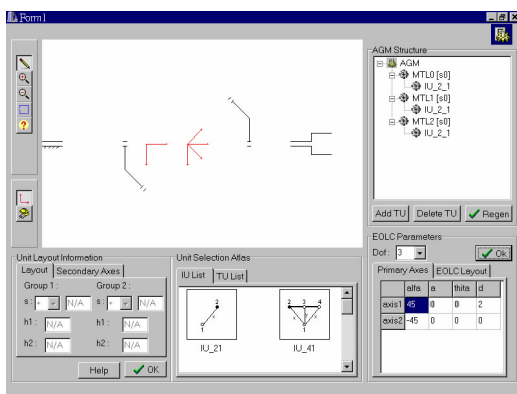 Form1
AGM Structure
AGM
MTL0 [s0]
IU_2_1
MTL1 [s0]
IU_2_1
MTL2 [s0]
IU_2_1
Add TU Delete TU Regen
Unit Layout Information
Layout Secondary Axes
Group 1 : Group 2 :
s : + N/A s : + N/A
h1 : N/A h1 : N/A
h2 : N/A h2 : N/A
Help OK
Unit Selection Atlas
IU List TU List
2
1
IU_21
2 3 4
x x
1
IU_41
EOLC Parameters
Dof : 3 Ok
Primary Axes EOLC Layout
alfa a thita d
axis1 45 0 0 2
axis2 -45 0 0 0